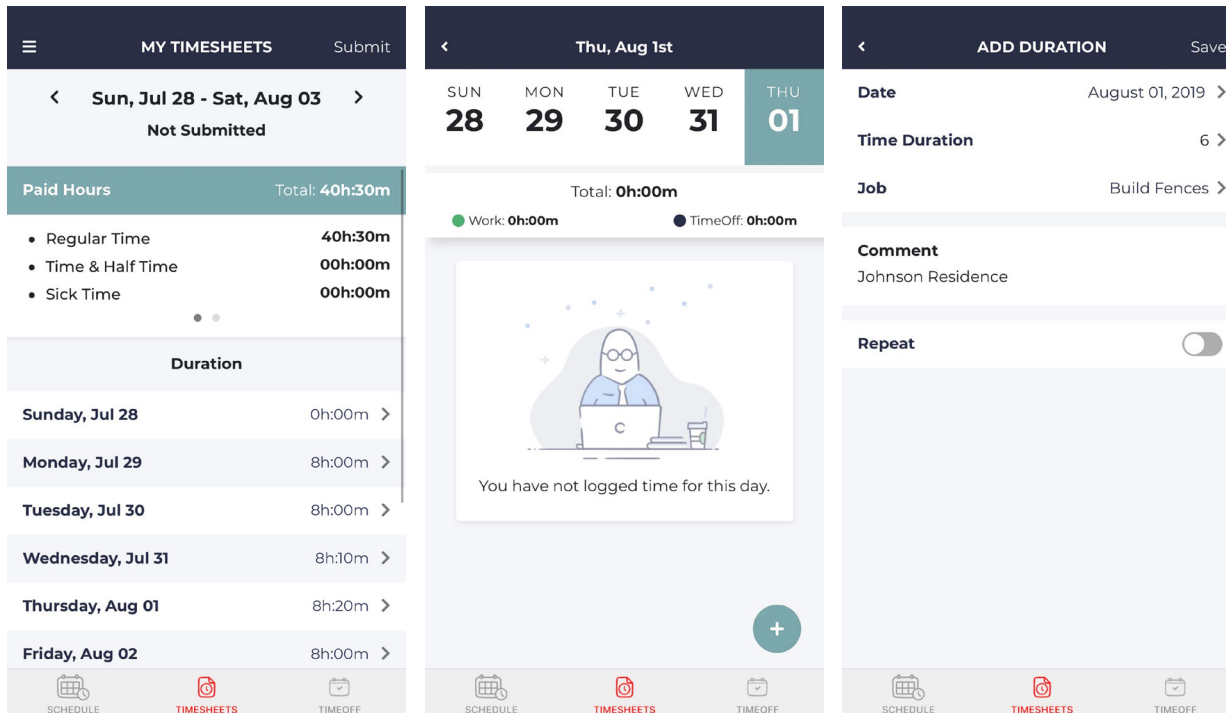 MY TIMESHEETS Submit
Sun, Jul 28 - Sat, Aug 03
Not Submitted
Paid Hours Total: 40h:30m
Regular Time 40h:30m
Time & Half Time 00h:00m
Sick Time 00h:00m
Duration
Sunday, Jul 28 0h:00m
Monday, Jul 29 8h:00m
Tuesday, Jul 30 8h:00m
Wednesday, Jul 31 8h:10m
Thursday, Aug 01 8h:20m
Friday, Aug 02 8h:00m
SCHEDULE TIMESHEETS TIMEOFF
Thu, Aug 1st
SUN MON TUE WED THU
28 29 30 31 01
Total: 0h:00m
Work: 0h:00m TimeOff: 0h:00m
C
You have not logged time for this day.
SCHEDULE TIMESHEETS TIMEOFF
ADD DURATION Save
Date August 01, 2019
Time Duration 6
Job Build Fences
Comment
Johnson Residence
Repeat
SCHEDULE TIMESHEETS TIMEOFF